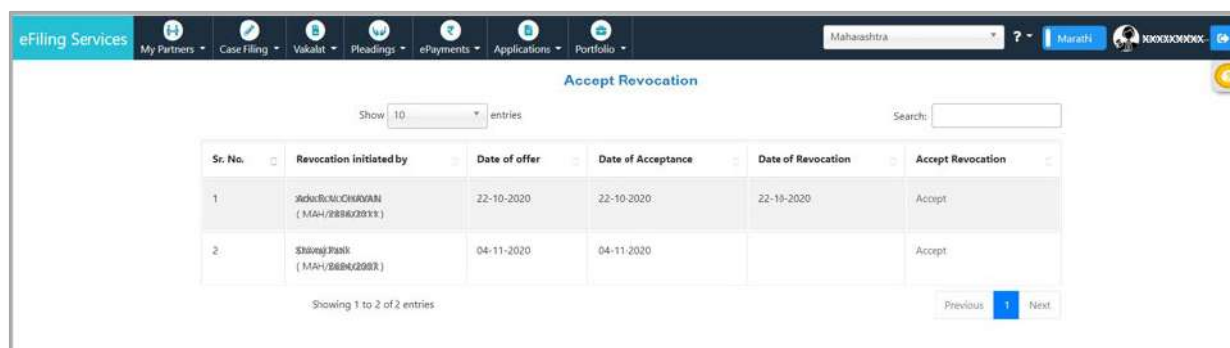 eFiling Services
My Partners
Case Filing
Vakalat
Pleadings
ePayments
Applications
Portfolio
Maharashtra
?
Marathi
Accept Revocation
Show 10 entries
Search:
Sr. No. Revocation initiated by Date of offer Date of Acceptance Date of Revocation Accept Revocation
1 22-10-2020 22-10-2020 22-10-2020 Accept
( MAH/
2 04-11-2020 04-11-2020 Accept
( MAH/
Showing 1 to 2 of 2 entries
Previous 1 Next